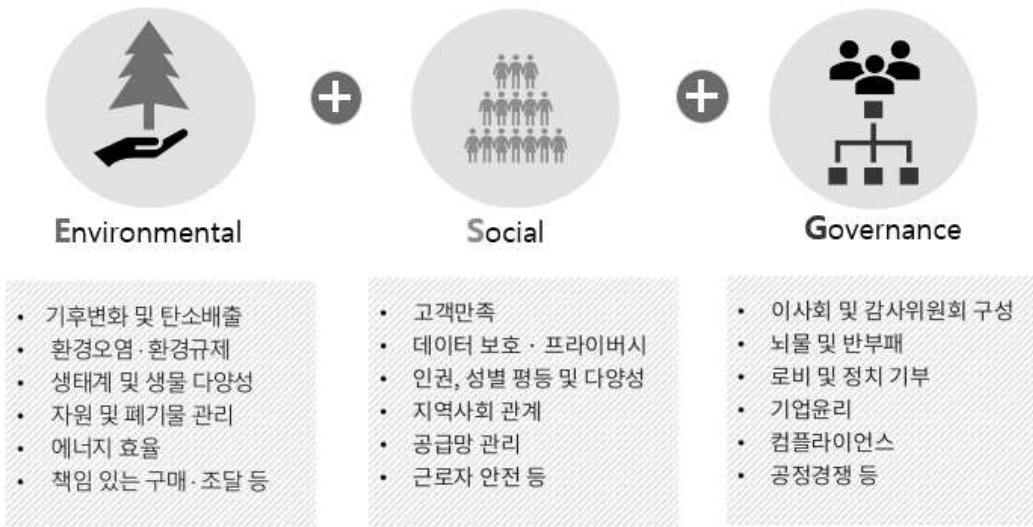 Environmental
• 기후변화 및 탄소배출
• 환경오염 · 환경규제
• 생태계 및 생물 다양성
• 자원 및 폐기물 관리
• 에너지 효율
• 책임 있는 구매 · 조달 등
Social
• 고객만족
• 데이터 보호 · 프라이버시
• 인권, 성별 평등 및 다양성
• 지역사회 관계
• 공급망 관리
• 근로자 안전 등
Governance
• 이사회 및 감사위원회 구성
• 뇌물 및 반부패
• 로비 및 정치 기부
• 기업윤리
• 컴플라이언스
• 공정경쟁 등